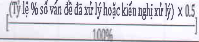 [(Tỷ lệ % số vấn đề đã xử lý hoặc kiến nghị xử lý) x 0.5]
100%